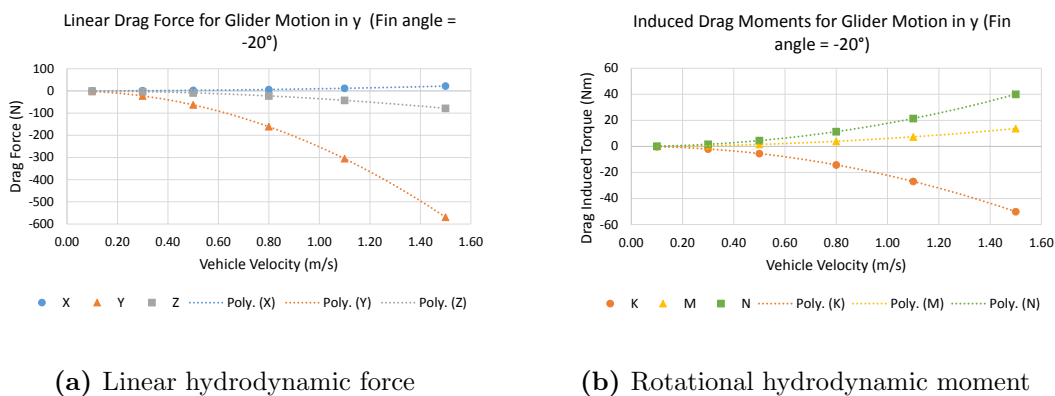 Linear Drag Force for Glider Motion in y (Fin angle =
-20°)
100
0
-100
-200
-300
-400
-500
-600
Drag Force (N)
0.00 0.20 0.40 0.60 0.80 1.00 1.20 1.40 1.60
Vehicle Velocity (m/s)
X Y Z Poly. (X) Poly. (Y) Poly. (Z)
(a) Linear hydrodynamic force
Induced Drag Moments for Glider Motion in y (Fin
angle = -20°)
60
40
20
0
-20
-40
-60
Drag Induced Torque (Nm)
0.00 0.20 0.40 0.60 0.80 1.00 1.20 1.40 1.60
Vehicle Velocity (m/s)
K M N Poly. (K) Poly. (M) Poly. (N)
(b) Rotational hydrodynamic moment